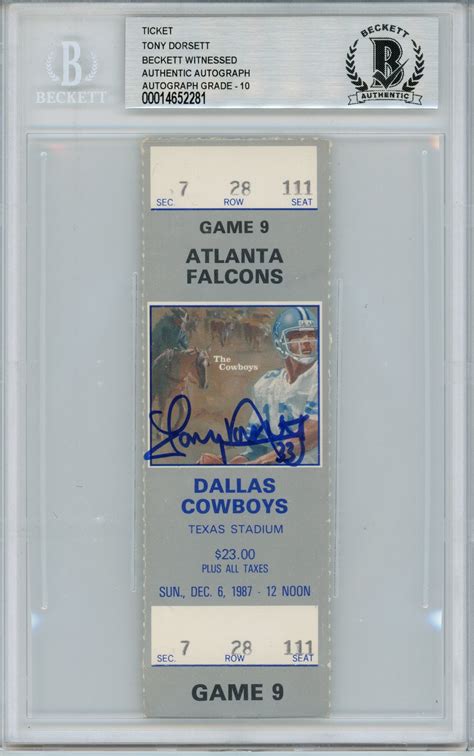 B
BECKETT
TICKET
TONY DORSETT
BECKETT WITNESSED
AUTHENTIC AUTOGRAPH
AUTOGRAPH GRADE - 10
00014652281
BECKETT
B
AUTHENTIC
7 28 111
SEC. ROW SEAT
GAME 9
ATLANTA
FALCONS
The
Cowboys
Tony Dorsett
33
DALLAS
COWBOYS
TEXAS STADIUM
$23.00
PLUS ALL TAXES
SUN., DEC. 6, 1987 - 12 NOON
7 28 111
SEC. ROW SEAT
GAME 9